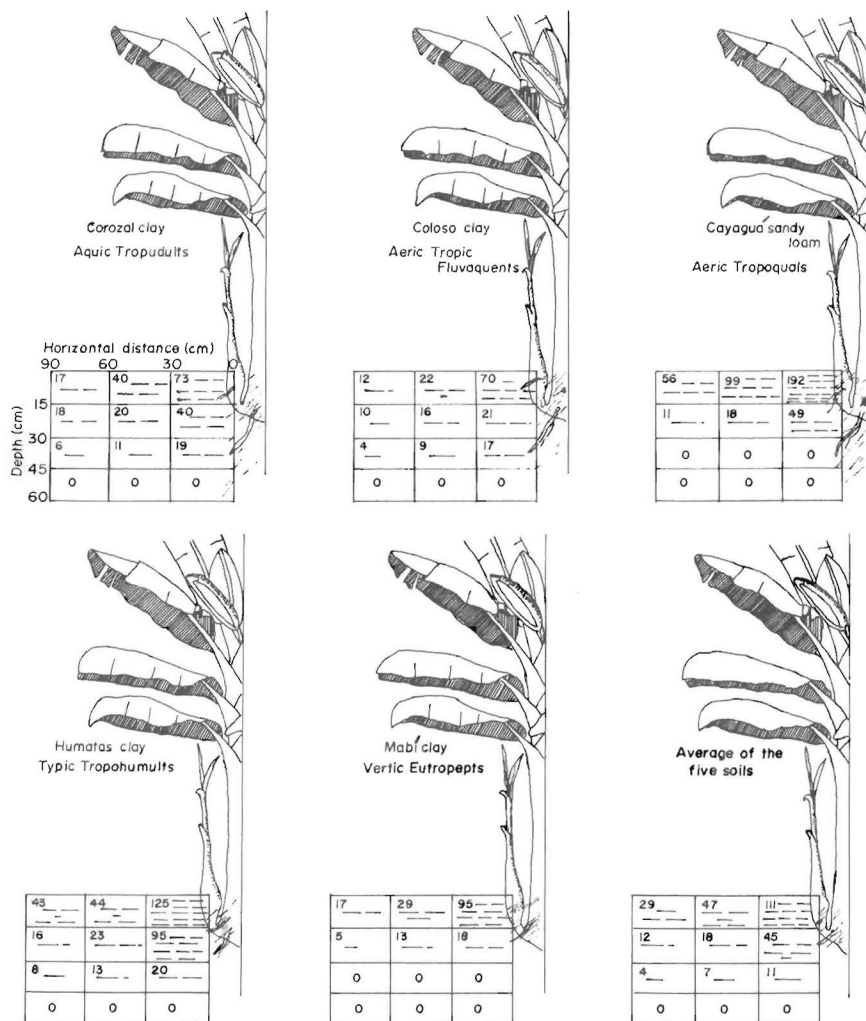 Corozal clay
Aquic Tropudults
Horizontal distance (cm)
90 60 30 0
Depth (cm)
15
30
45
60
17 40 73
18 20 40
6 11 19
0 0 0
Coloso clay
Aeric Tropic
Fluvaquents
12 22 70
10 16 21
4 9 17
0 0 0
Cayaguá sandy
loam
Aeric Tropoquals
56 99 192
11 18 49
0 0 0
0 0 0
Humatas clay
Typic Tropohumults
43 44 125
16 23 95
8 13 20
0 0 0
Mabí clay
Vertic Eutropepts
17 29 95
5 13 18
0 0 0
0 0 0
Average of the
five soils
29 47 111
12 18 45
4 7 11
0 0 0